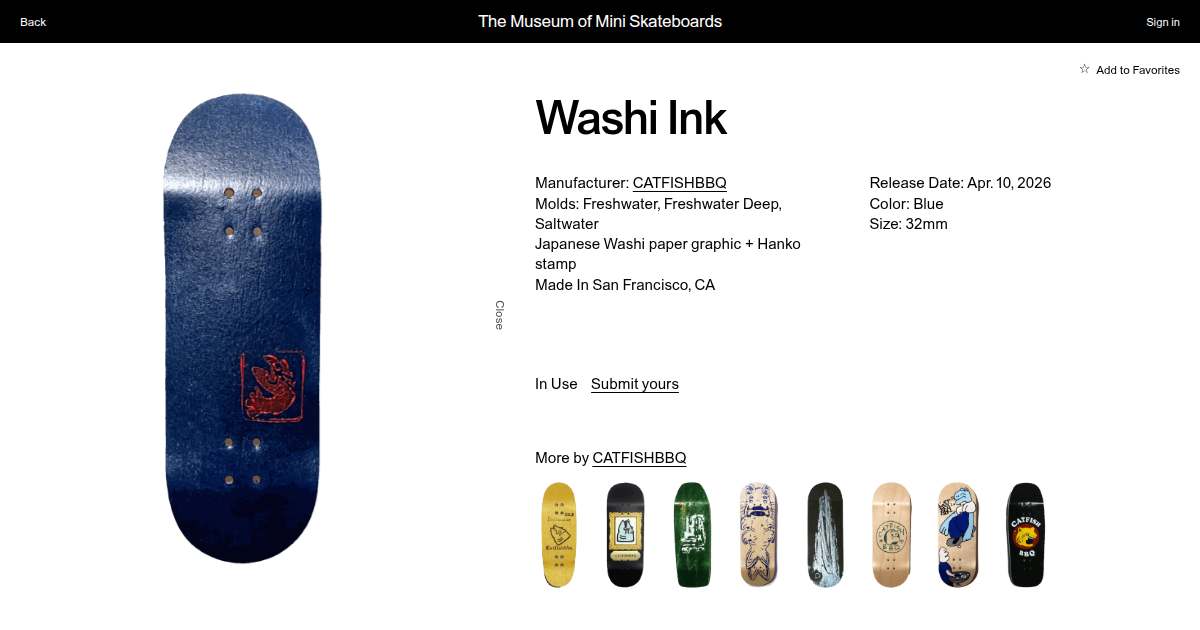 Back
The Museum of Mini Skateboards
Sign in
☆ Add to Favorites
Washi Ink
Manufacturer: CATFISHBBQ
Molds: Freshwater, Freshwater Deep,
Saltwater
Japanese Washi paper graphic + Hanko
stamp
Made In San Francisco, CA
Release Date: Apr. 10, 2026
Color: Blue
Size: 32mm
Close
In Use Submit yours
More by CATFISHBBQ
CATFISH
BBQ